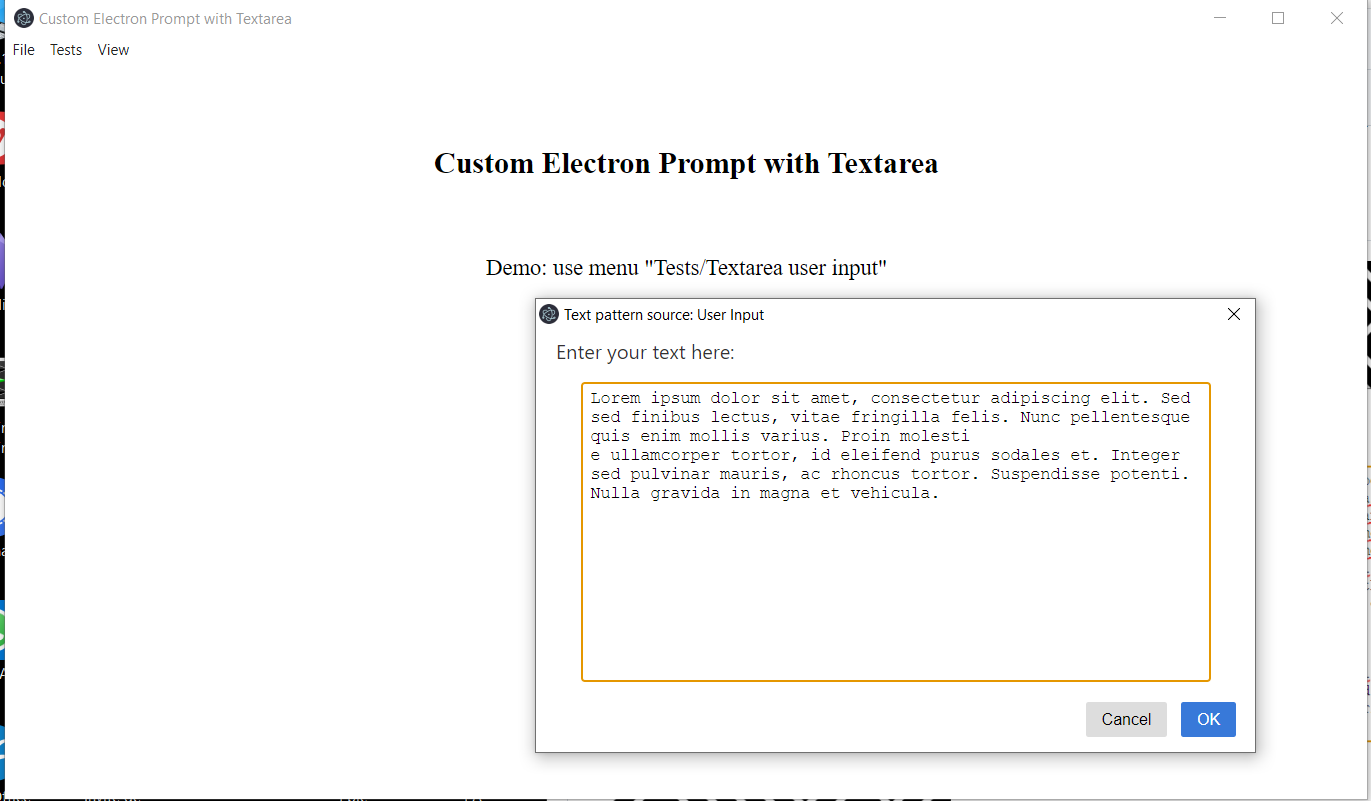 Custom Electron Prompt with Textarea
File Tests View
Custom Electron Prompt with Textarea
Demo: use menu "Tests/Textarea user input"
Text pattern source: User Input
Enter your text here:
Lorem ipsum dolor sit amet, consectetur adipiscing elit. Sed
sed finibus lectus, vitae fringilla felis. Nunc pellentesque
quis enim mollis varius. Proin molesti
e ullamcorper tortor, id eleifend purus sodales et. Integer
sed pulvinar mauris, ac rhoncus tortor. Suspendisse potenti.
Nulla gravida in magna et vehicula.
Cancel OK